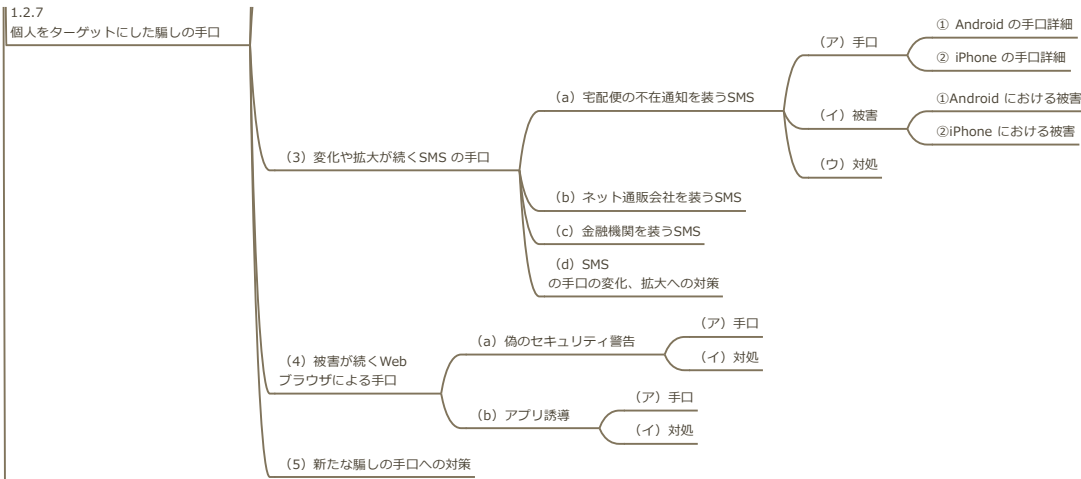 1.2.7
個人をターゲットにした騙しの手口
（3）変化や拡大が続くSMS の手口
（a）宅配便の不在通知を装うSMS
（ア）手口
① Android の手口詳細
② iPhone の手口詳細
（イ）被害
①Android における被害
②iPhone における被害
（ウ）対処
（b）ネット通販会社を装うSMS
（c）金融機関を装うSMS
（d）SMS
の手口の変化、拡大への対策
（4）被害が続くWeb
ブラウザによる手口
（a）偽のセキュリティ警告
（ア）手口
（イ）対処
（b）アプリ誘導
（ア）手口
（イ）対処
（5）新たな騙しの手口への対策